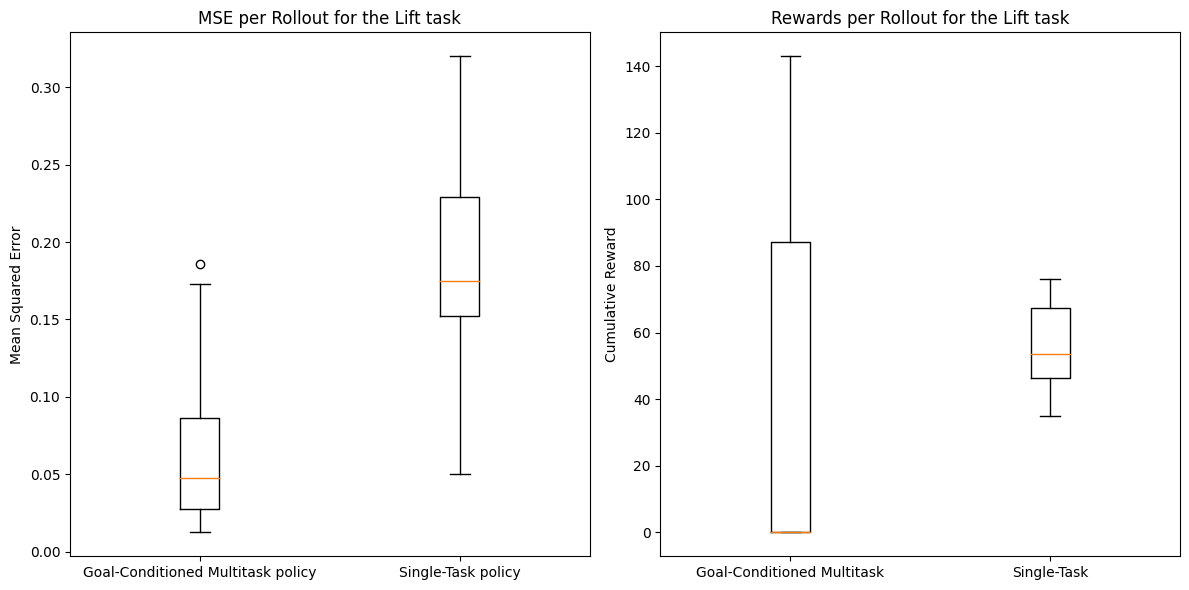 MSE per Rollout for the Lift task
Mean Squared Error
0.30
0.25
0.20
0.15
0.10
0.05
0.00
Goal-Conditioned Multitask policy
Single-Task policy
Rewards per Rollout for the Lift task
Cumulative Reward
140
120
100
80
60
40
20
0
Goal-Conditioned Multitask
Single-Task